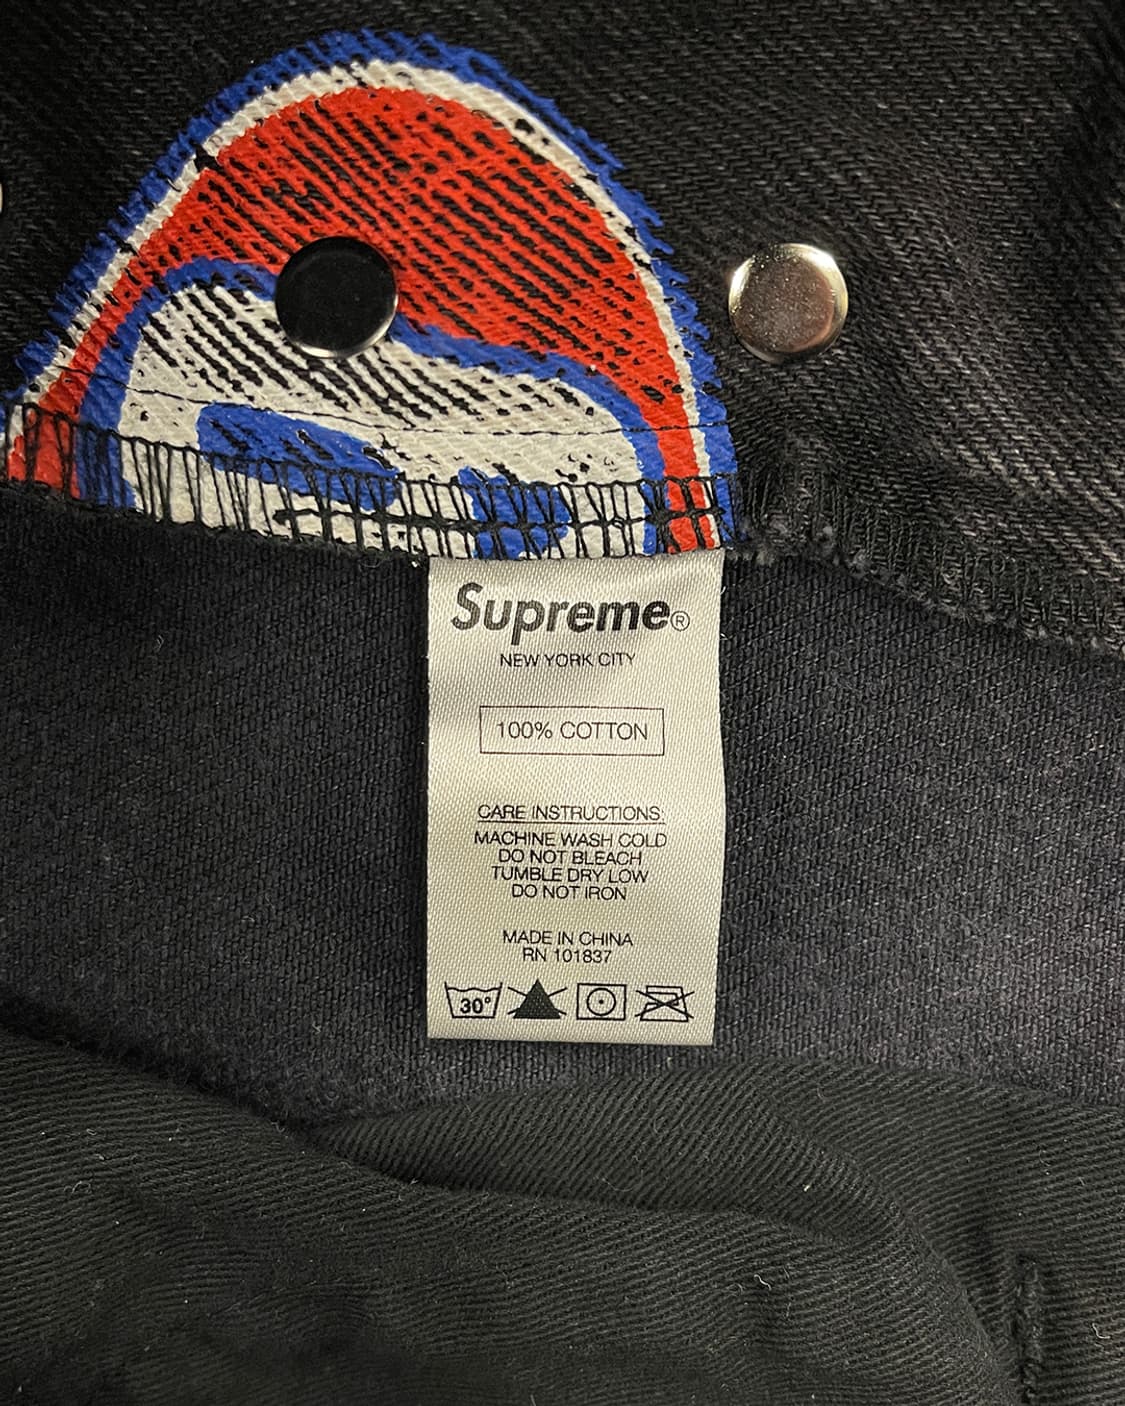 Supreme®
NEW YORK CITY
100% COTTON
CARE INSTRUCTIONS:
MACHINE WASH COLD
DO NOT BLEACH
TUMBLE DRY LOW
DO NOT IRON
MADE IN CHINA
RN 101837
30°